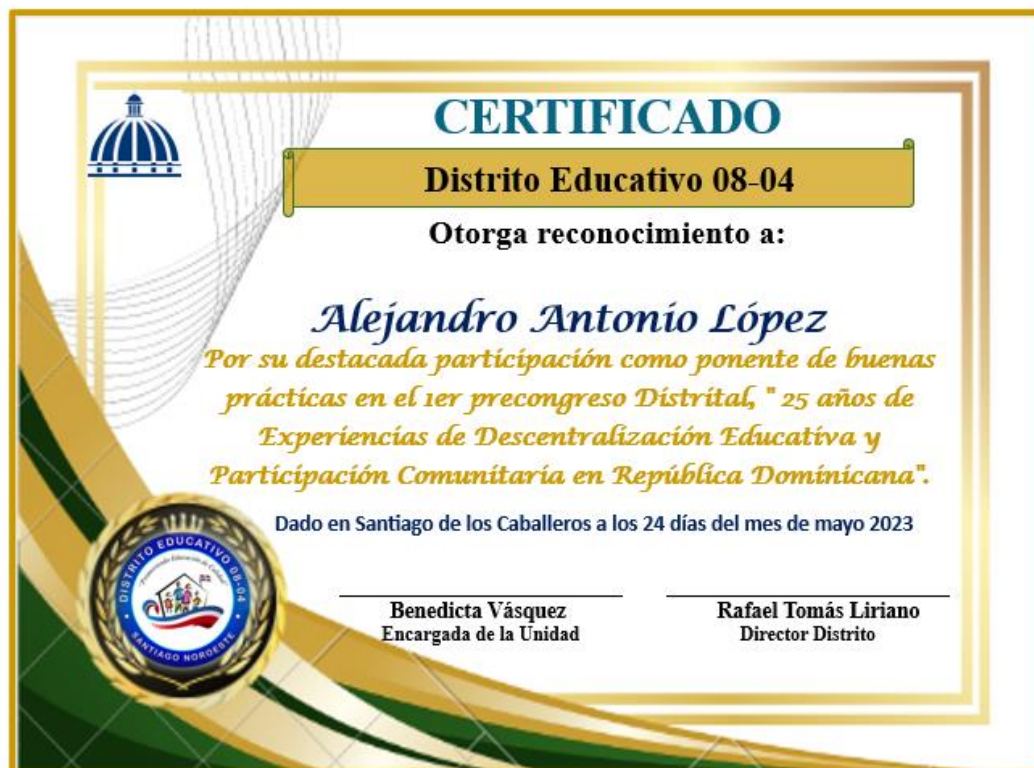 CERTIFICADO
Distrito Educativo 08-04
Otorga reconocimiento a:
Alejandro Antonio López
Por su destacada participación como ponente de buenas
prácticas en el 1er precongreso Distrital, " 25 años de
Experiencias de Descentralización Educativa y
Participación Comunitaria en República Dominicana".
Dado en Santiago de los Caballeros a los 24 días del mes de mayo 2023
DISTRITO EDUCATIVO 08-04
SANTIAGO NOROESTE
Benedicta Vásquez
Encargada de la Unidad
Rafael Tomás Liriano
Director Distrito